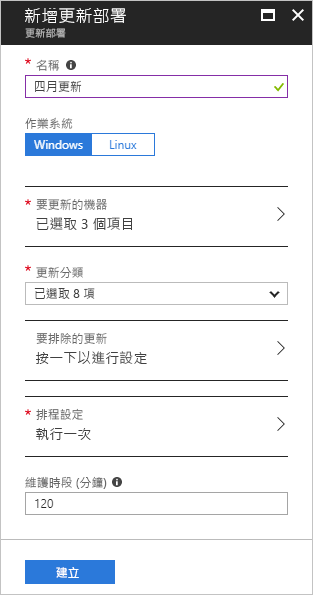 新增更新部署
更新部署
* 名稱
四月更新
作業系統
Windows Linux
* 要更新的機器
已選取 3 個項目
* 更新分類
已選取 8 項
要排除的更新
按一下以進行設定
* 排程設定
執行一次
維護時段 (分鐘)
120
建立